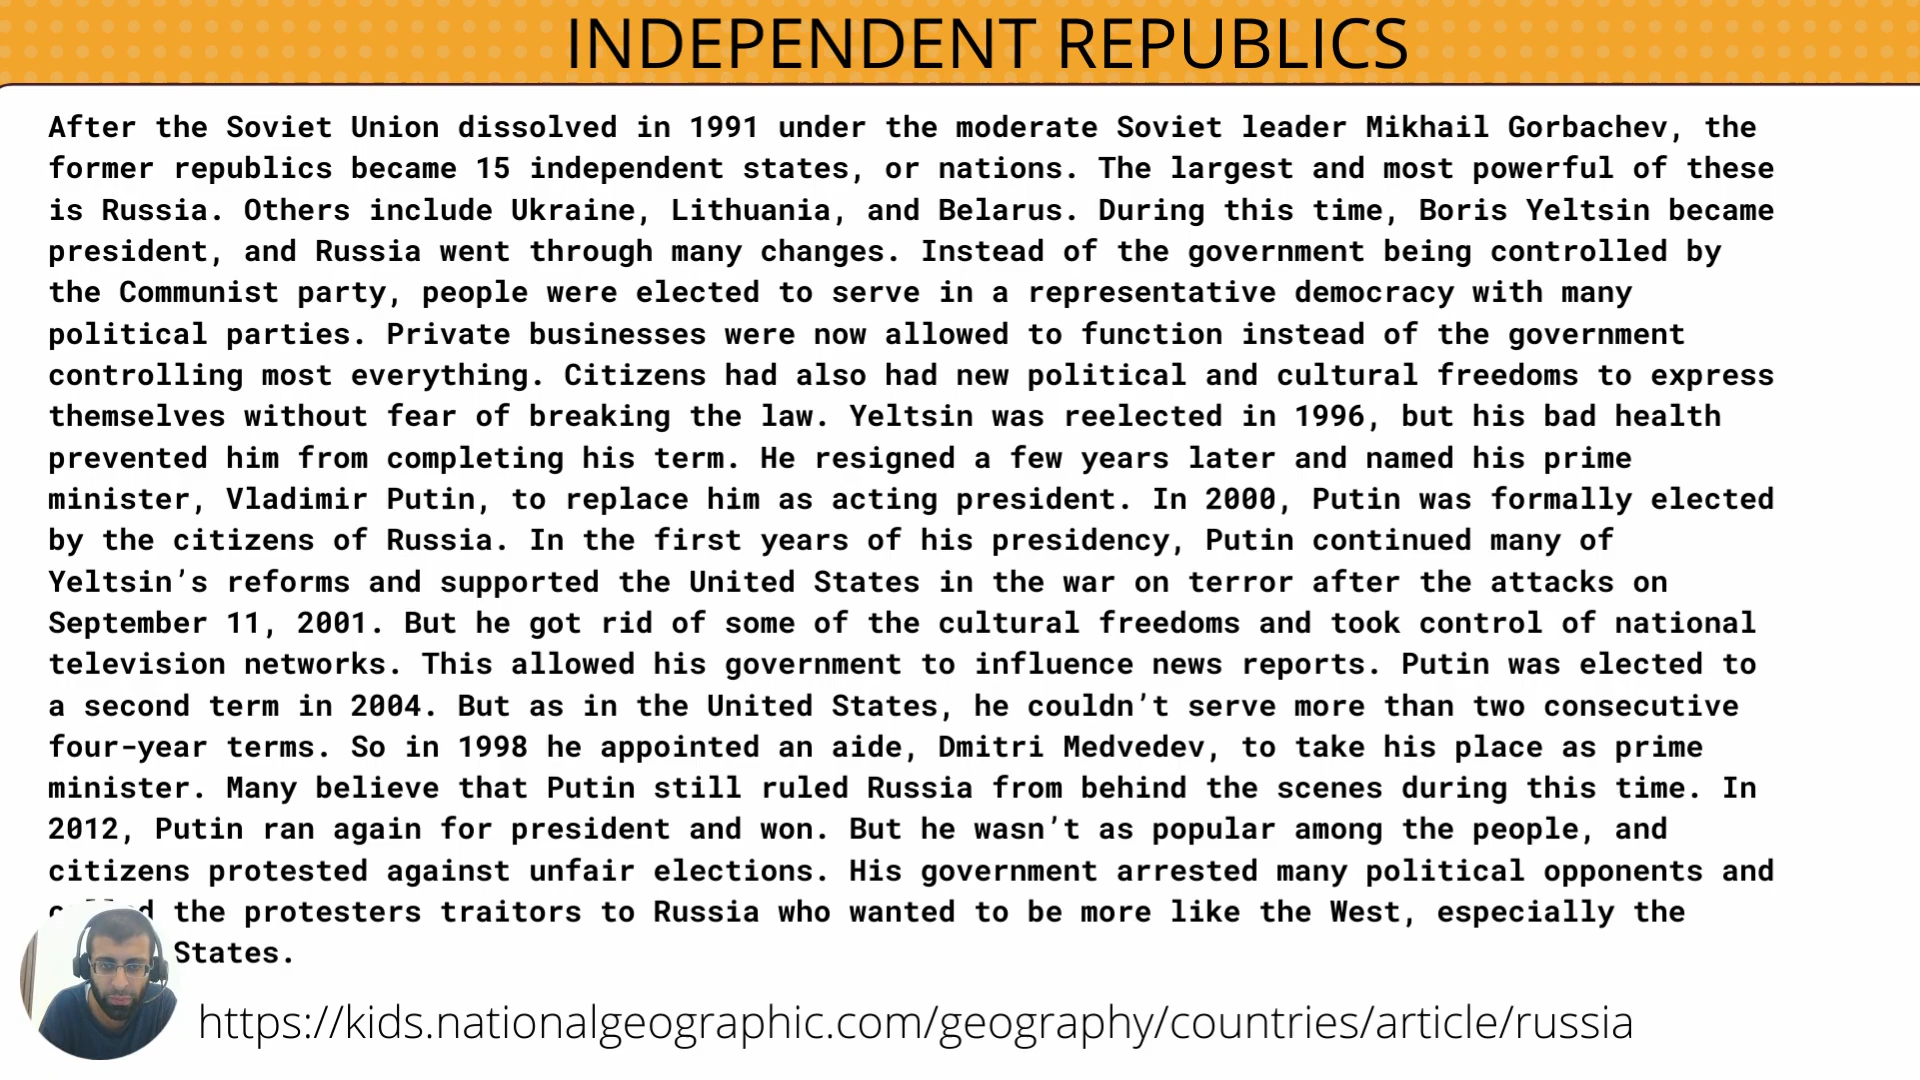 INDEPENDENT REPUBLICS
After the Soviet Union dissolved in 1991 under the moderate Soviet leader Mikhail Gorbachev, the
former republics became 15 independent states, or nations. The largest and most powerful of these
is Russia. Others include Ukraine, Lithuania, and Belarus. During this time, Boris Yeltsin became
president, and Russia went through many changes. Instead of the government being controlled by
the Communist party, people were elected to serve in a representative democracy with many
political parties. Private businesses were now allowed to function instead of the government
controlling most everything. Citizens had also had new political and cultural freedoms to express
themselves without fear of breaking the law. Yeltsin was reelected in 1996, but his bad health
prevented him from completing his term. He resigned a few years later and named his prime
minister, Vladimir Putin, to replace him as acting president. In 2000, Putin was formally elected
by the citizens of Russia. In the first years of his presidency, Putin continued many of
Yeltsin’s reforms and supported the United States in the war on terror after the attacks on
September 11, 2001. But he got rid of some of the cultural freedoms and took control of national
television networks. This allowed his government to influence news reports. Putin was elected to
a second term in 2004. But as in the United States, he couldn’t serve more than two consecutive
four-year terms. So in 1998 he appointed an aide, Dmitri Medvedev, to take his place as prime
minister. Many believe that Putin still ruled Russia from behind the scenes during this time. In
2012, Putin ran again for president and won. But he wasn’t as popular among the people, and
citizens protested against unfair elections. His government arrested many political opponents and
the protesters traitors to Russia who wanted to be more like the West, especially the
States.
https://kids.nationalgeographic.com/geography/countries/article/russia